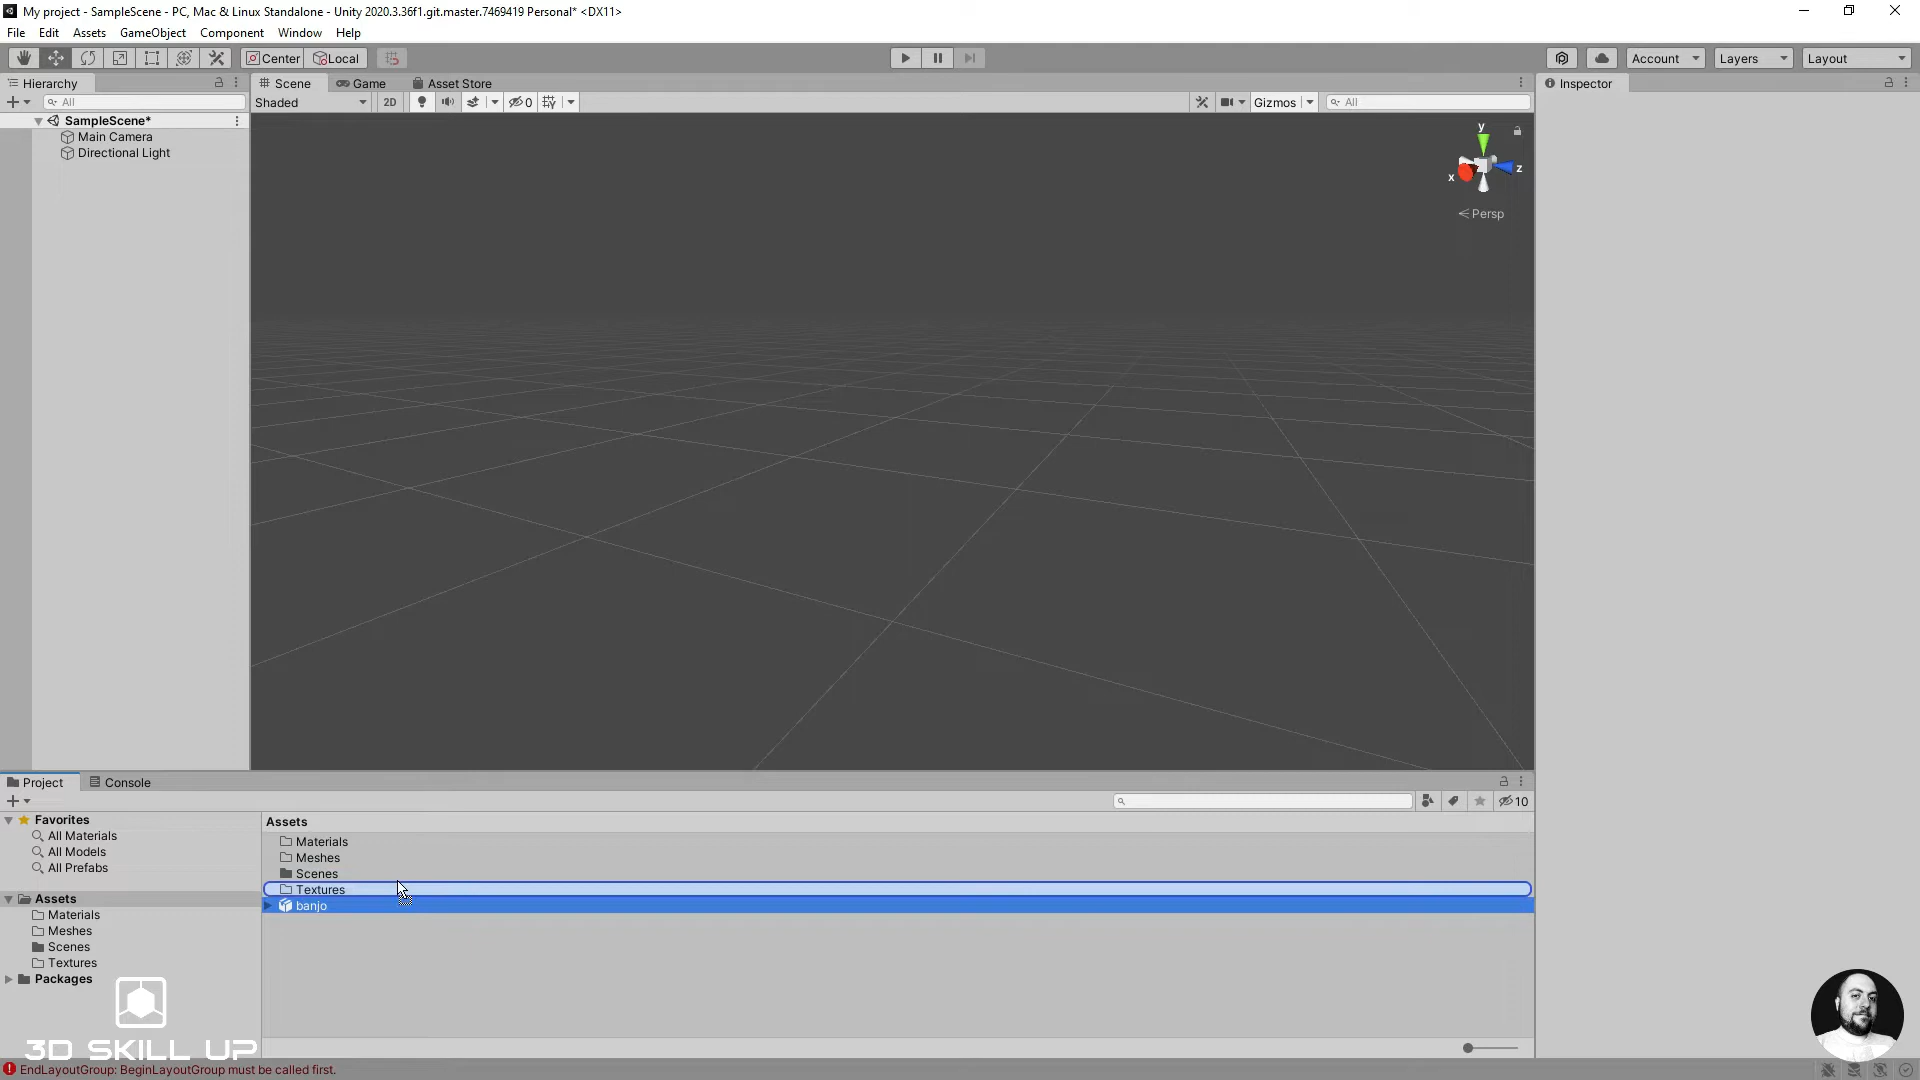 My project - SampleScene - PC, Mac & Linux Standalone - Unity 2020.3.36f1.git.master.7469419 Personal* <DX11>
File Edit Assets GameObject Component Window Help
Center Local Account Layers Layout
Hierarchy Scene Game Asset Store Inspector
All Shaded 2D 0 Gizmos All
SampleScene*
Main Camera
Directional Light
y
x z
Persp
Project Console
10
Favorites
All Materials
All Models
All Prefabs
Assets
Materials
Meshes
Scenes
Textures
Packages
Assets
Materials
Meshes
Scenes
Textures
banjo
3D SKILL UP
EndLayoutGroup: BeginLayoutGroup must be called first.